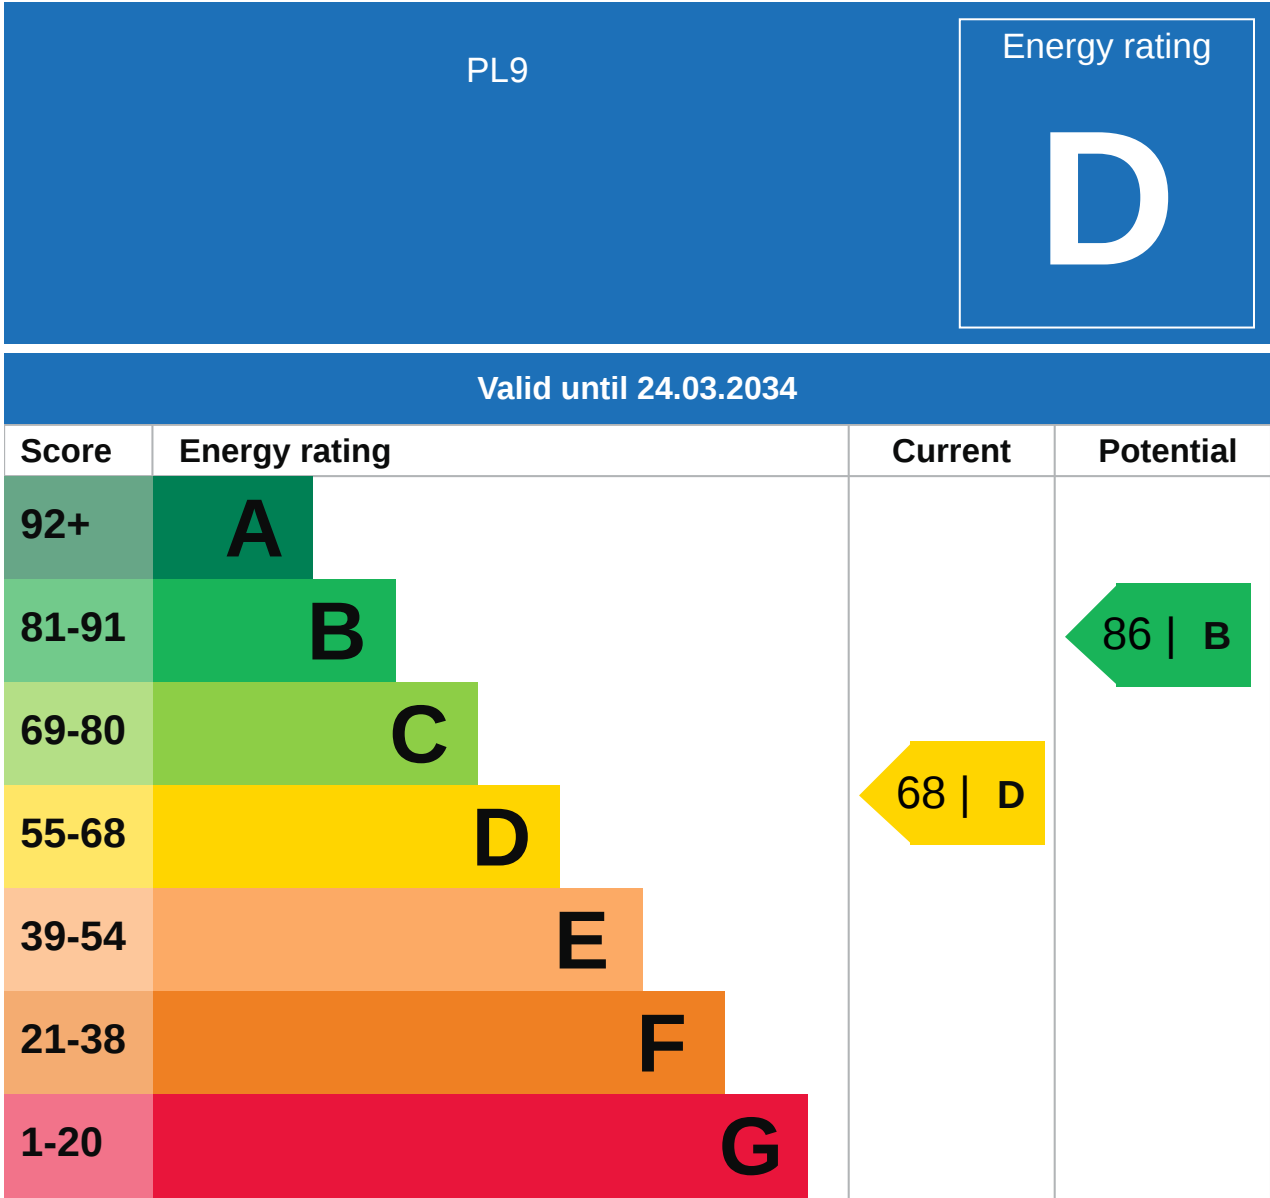 PL9
Energy rating
D
Valid until 24.03.2034
Score Energy rating Current Potential
92+ A
81-91 B
86 | B
69-80 C
68 | D
55-68 D
39-54 E
21-38 F
1-20 G